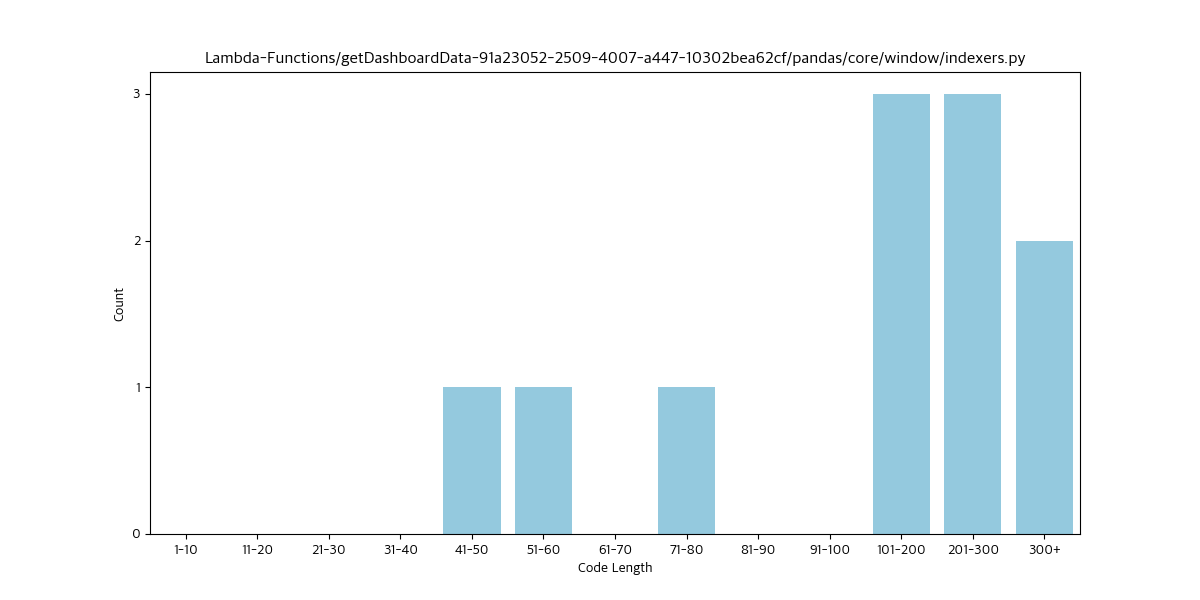 Lambda-Functions/getDashboardData-91a23052-2509-4007-a447-10302bea62cf/pandas/core/window/indexers.py
3
2
1
0
Count
1-10 11-20 21-30 31-40 41-50 51-60 61-70 71-80 81-90 91-100 101-200 201-300 300+
Code Length